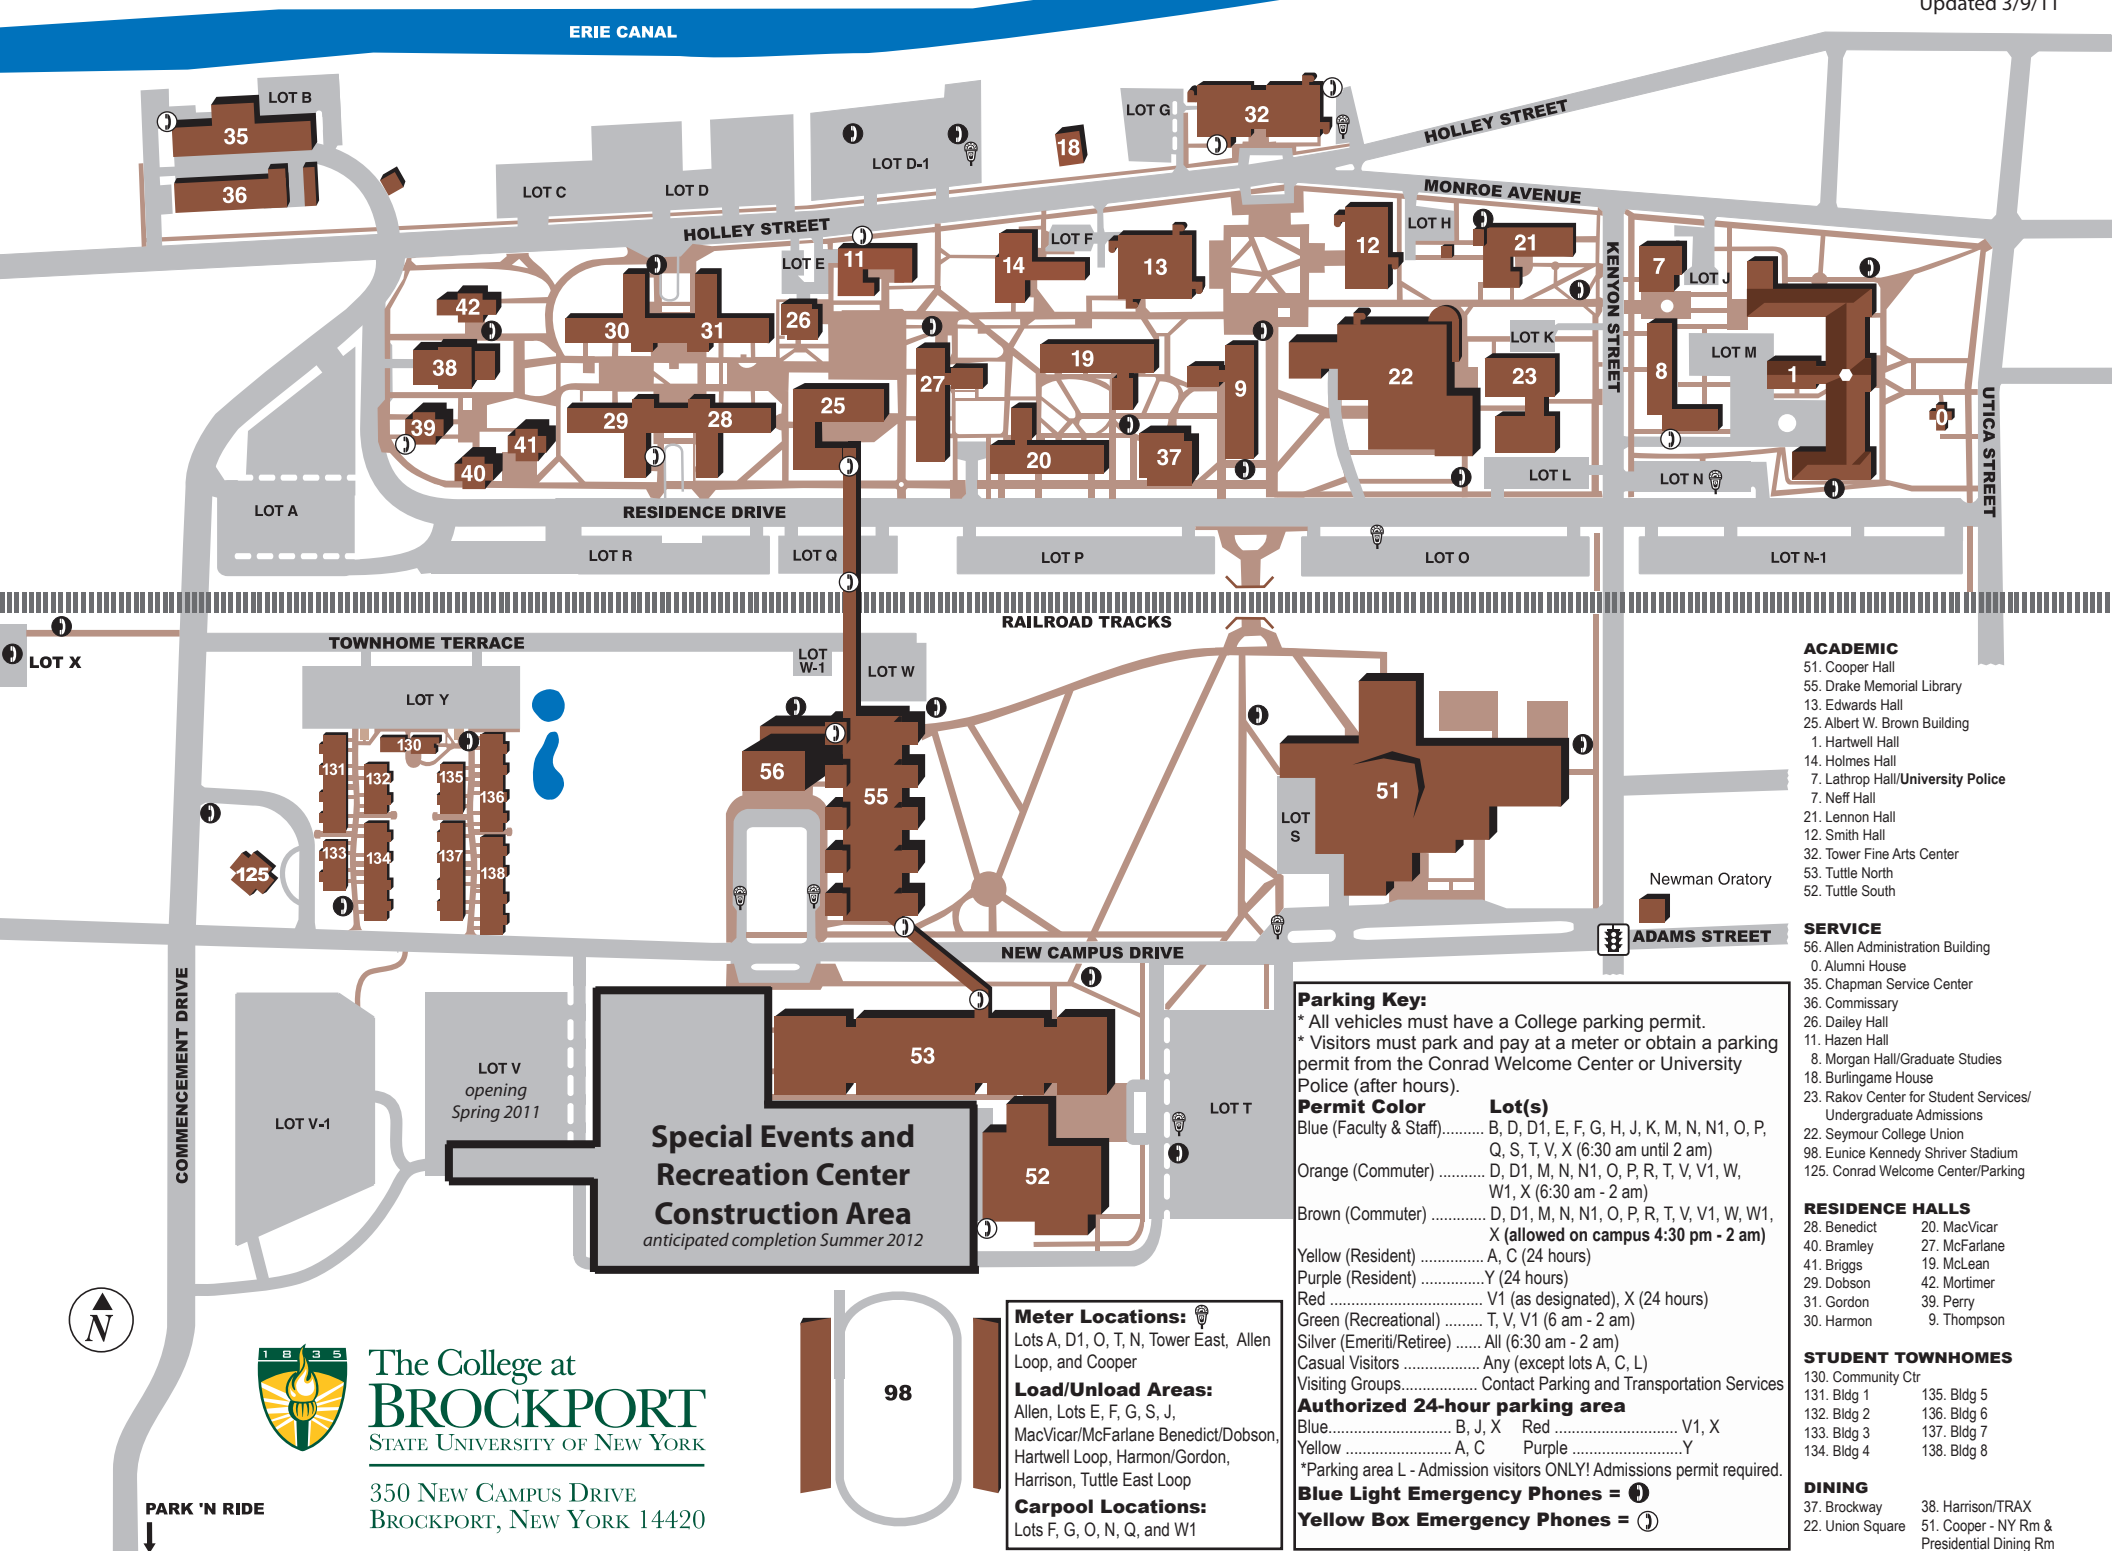 Updated 3/9/11
ERIE CANAL
LOT B
35
36
LOT C
LOT D
LOT D-1
18
LOT G
32
HOLLEY STREET
MONROE AVENUE
HOLLEY STREET
LOT E
11
LOT F
14
13
12
LOT H
21
KENYON STREET
7
LOT J
42
30
31
26
38
19
27
9
22
LOT K
23
8
LOT M
1
0
UTICA STREET
39
41
40
29
28
25
20
37
LOT L
LOT N
LOT A
RESIDENCE DRIVE
LOT R
LOT Q
LOT P
LOT O
LOT N-1
RAILROAD TRACKS
LOT X
TOWNHOME TERRACE
LOT
W-1
LOT W
LOT Y
130
131
132
135
136
133
134
137
138
125
56
55
51
LOT
S
Newman Oratory
ADAMS STREET
NEW CAMPUS DRIVE
COMMENCEMENT DRIVE
LOT V
opening
Spring 2011
LOT V-1
53
52
LOT T
Special Events and
Recreation Center
Construction Area
anticipated completion Summer 2012
98
N
PARK 'N RIDE
1 8 3 5
The College at
BROCKPORT
STATE UNIVERSITY OF NEW YORK
350 NEW CAMPUS DRIVE
BROCKPORT, NEW YORK 14420
Meter Locations:
Lots A, D1, O, T, N, Tower East, Allen
Loop, and Cooper
Load/Unload Areas:
Allen, Lots E, F, G, S, J,
MacVicar/McFarlane Benedict/Dobson,
Hartwell Loop, Harmon/Gordon,
Harrison, Tuttle East Loop
Carpool Locations:
Lots F, G, O, N, Q, and W1
Parking Key:
* All vehicles must have a College parking permit.
* Visitors must park and pay at a meter or obtain a parking
permit from the Conrad Welcome Center or University
Police (after hours).
Permit Color Lot(s)
Blue (Faculty & Staff).......... B, D, D1, E, F, G, H, J, K, M, N, N1, O, P,
Q, S, T, V, X (6:30 am until 2 am)
Orange (Commuter) ........... D, D1, M, N, N1, O, P, R, T, V, V1, W,
W1, X (6:30 am - 2 am)
Brown (Commuter) ............. D, D1, M, N, N1, O, P, R, T, V, V1, W, W1,
X (allowed on campus 4:30 pm - 2 am)
Yellow (Resident) ............... A, C (24 hours)
Purple (Resident) ...............Y (24 hours)
Red .................................... V1 (as designated), X (24 hours)
Green (Recreational) ......... T, V, V1 (6 am - 2 am)
Silver (Emeriti/Retiree) ...... All (6:30 am - 2 am)
Casual Visitors .................. Any (except lots A, C, L)
Visiting Groups.................. Contact Parking and Transportation Services
Authorized 24-hour parking area
Blue............................. B, J, X Red ............................. V1, X
Yellow ......................... A, C Purple ..........................Y
*Parking area L - Admission visitors ONLY! Admissions permit required.
Blue Light Emergency Phones =
Yellow Box Emergency Phones =
ACADEMIC
51. Cooper Hall
55. Drake Memorial Library
13. Edwards Hall
25. Albert W. Brown Building
1. Hartwell Hall
14. Holmes Hall
7. Lathrop Hall/University Police
7. Neff Hall
21. Lennon Hall
12. Smith Hall
32. Tower Fine Arts Center
53. Tuttle North
52. Tuttle South
SERVICE
56. Allen Administration Building
0. Alumni House
35. Chapman Service Center
36. Commissary
26. Dailey Hall
11. Hazen Hall
8. Morgan Hall/Graduate Studies
18. Burlingame House
23. Rakov Center for Student Services/
Undergraduate Admissions
22. Seymour College Union
98. Eunice Kennedy Shriver Stadium
125. Conrad Welcome Center/Parking
RESIDENCE HALLS
28. Benedict 20. MacVicar
40. Bramley 27. McFarlane
41. Briggs 19. McLean
29. Dobson 42. Mortimer
31. Gordon 39. Perry
30. Harmon 9. Thompson
STUDENT TOWNHOMES
130. Community Ctr
131. Bldg 1 135. Bldg 5
132. Bldg 2 136. Bldg 6
133. Bldg 3 137. Bldg 7
134. Bldg 4 138. Bldg 8
DINING
37. Brockway 38. Harrison/TRAX
22. Union Square 51. Cooper - NY Rm &
Presidential Dining Rm